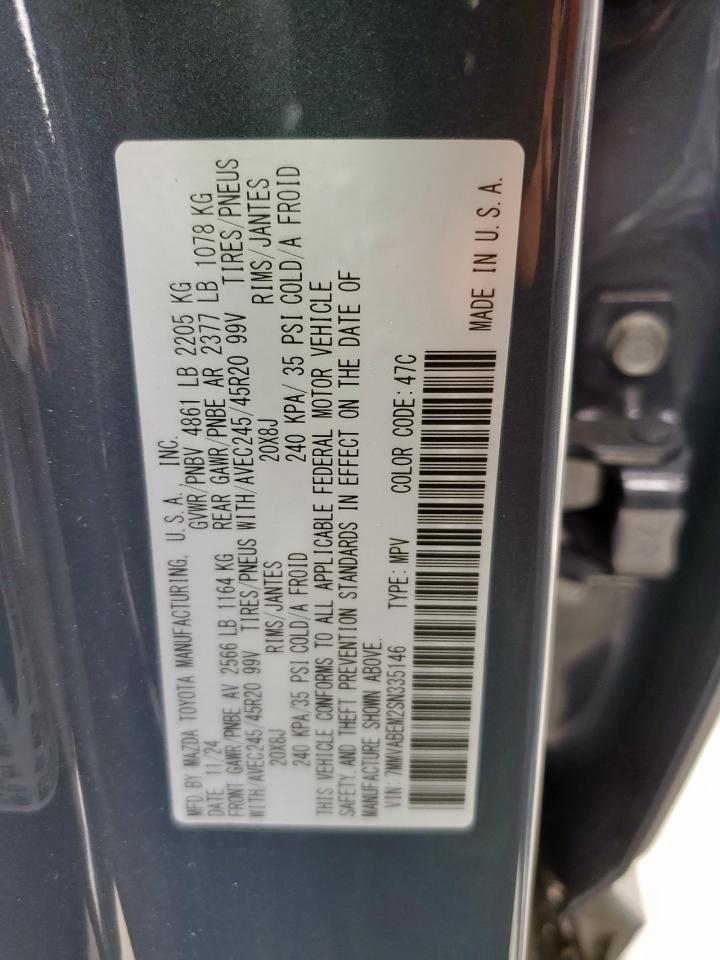 MFD. BY MAZDA TOYOTA MANUFACTURING, U.S.A. INC.
DATE 11/24 GVWR/PNBV 4861 LB 2205 KG
FRONT GAWR/PNBE AV 2566 LB 1164 KG REAR GAWR/PNBE AR 2377 LB 1078 KG
WITH/AVEC245/45R20 99V TIRES/PNEUS WITH/AVEC245/45R20 99V TIRES/PNEUS
20X8J RIMS/JANTES 20X8J RIMS/JANTES
240 KPA/35 PSI COLD/A FROID 240 KPA/ 35 PSI COLD/A FROID
THIS VEHICLE CONFORMS TO ALL APPLICABLE FEDERAL MOTOR VEHICLE
SAFETY, AND THEFT PREVENTION STANDARDS IN EFFECT ON THE DATE OF
MANUFACTURE SHOWN ABOVE.
VIN: 7MMVABEM2SN335146 TYPE: MPV COLOR CODE: 47C
MADE IN U.S.A.